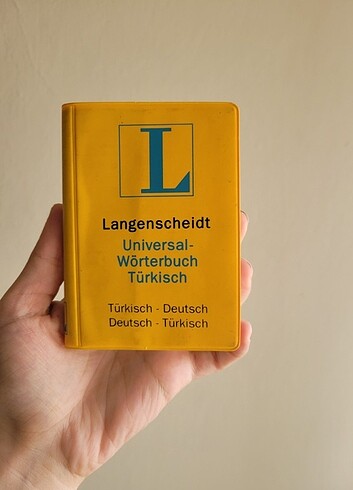 L
Langenscheidt
Universal-
Wörterbuch
Türkisch
Türkisch - Deutsch
Deutsch - Türkisch